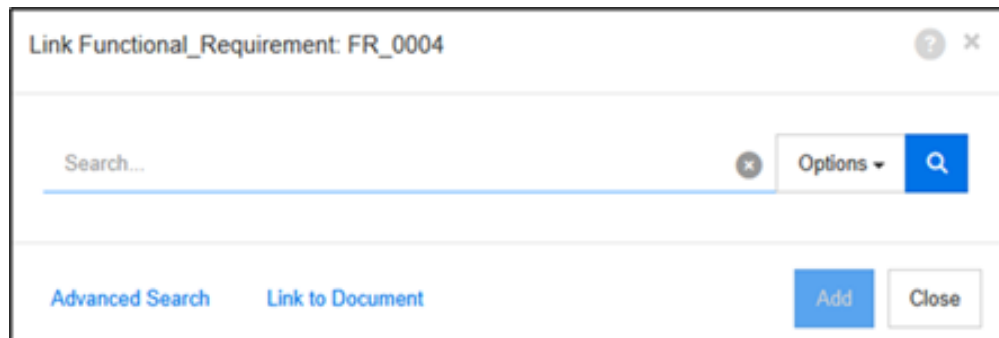 Link Functional_Requirement: FR_0004
Search...
Options
Advanced Search
Link to Document
Add
Close